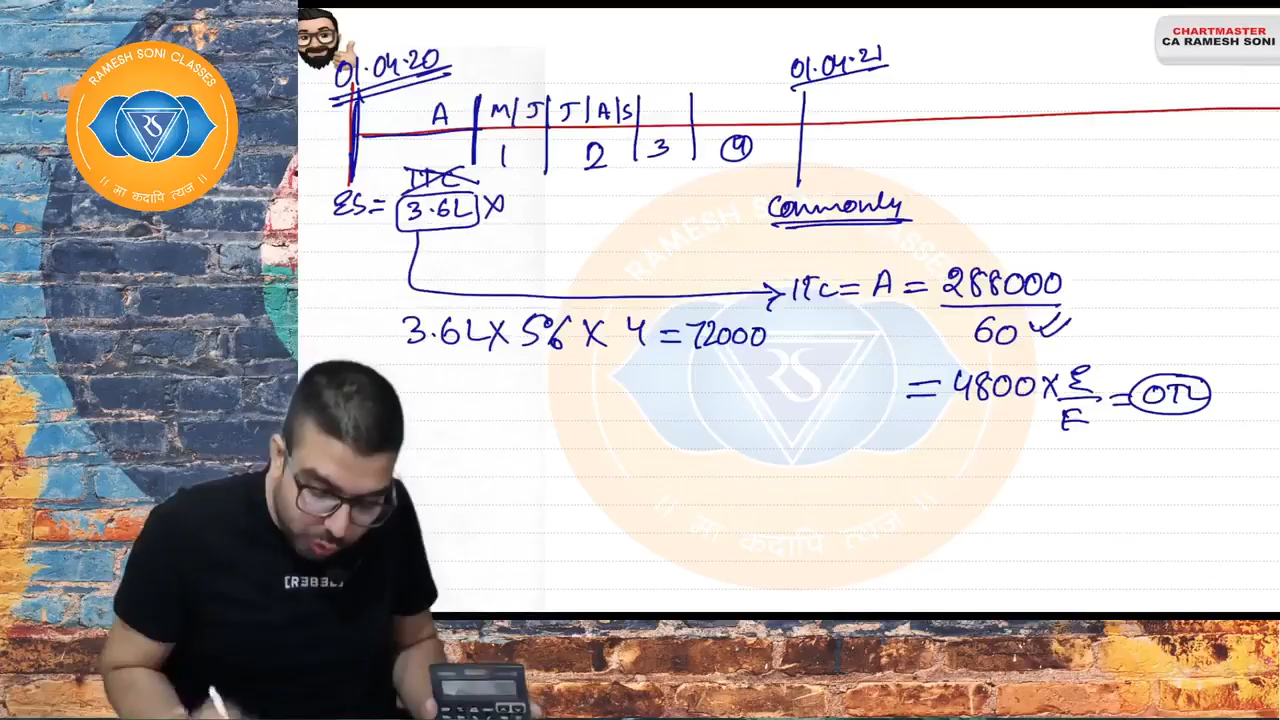 RAMESH SONI CLASSES
RS
॥ मा कदापि त्यज ॥
CHARTMASTER
CA RAMESH SONI
01.04.20
01.04.21
A M/J J/A/S
1 2 3 4
ITC
ES= 3.6L X
Commonly
ITC = A = 288000
60
3.6L X 5% X 4 = 72000
= 4800 X E = OTL
E
[R3B3L]
RAMESH SO
SSES
॥ मा कदापि त्यज ॥